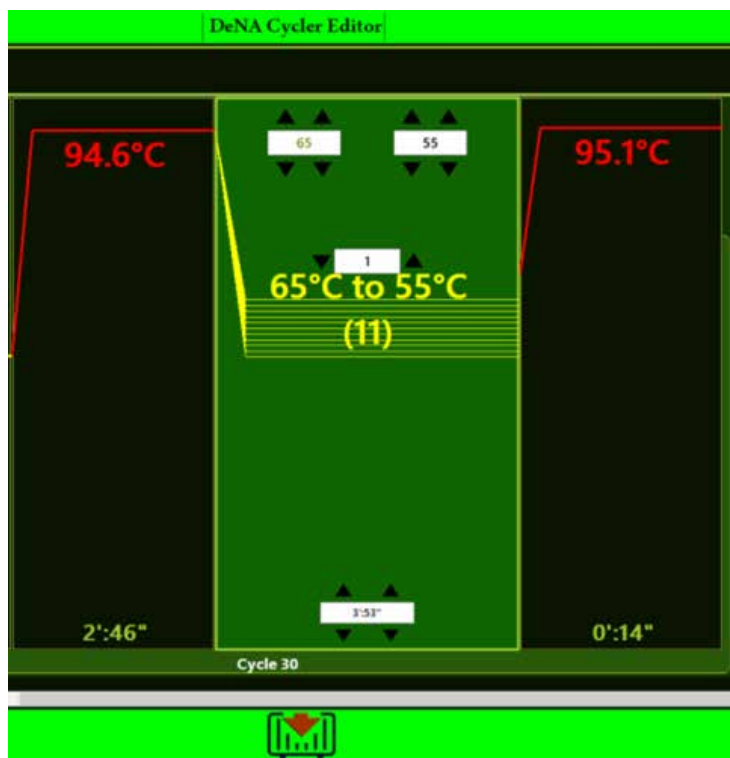 DeNA Cycler Editor
65 55
94.6°C 95.1°C
1
65°C to 55°C
(11)
3':53"
2':46" 0':14"
Cycle 30